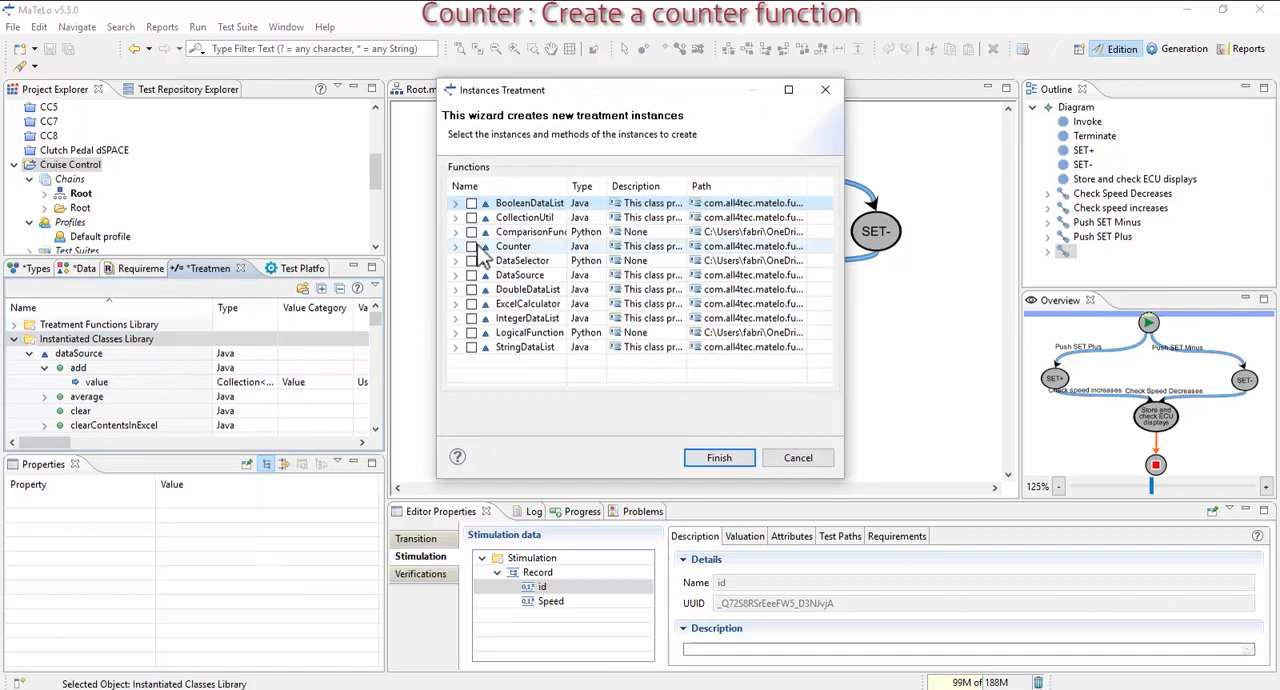 Counter : Create a counter function
MaTeLo v5.5.0
File Edit Navigate Search Reports Run Test Suite Window Help
Type Filter Text (? = any character, * = any String)
Edition Generation Reports
Project Explorer Test Repository Explorer
CC5
CC7
CC8
Clutch Pedal dSPACE
Cruise Control
Chains
Root
Root
Profiles
Default profile
Test Suites
*Types *Data Requireme *Treatmen Test Platfo
Name Type Value Category Va
Treatment Functions Library
Instantiated Classes Library
dataSource Java
add Java
value Collection<... Value Us
average Java
clear Java
clearContentsInExcel Java
Properties
Property Value
Selected Object: Instantiated Classes Library
Root.m
Instances Treatment
This wizard creates new treatment instances
Select the instances and methods of the instances to create
Functions
Name Type Description Path
BooleanDataList Java This class pr... com.all4tec.matelo.fu...
CollectionUtil Java This class pr... com.all4tec.matelo.fu...
ComparisonFunc Python None C:\Users\fabri\OneDri...
Counter Java This class pr... com.all4tec.matelo.fu...
DataSelector Python None C:\Users\fabri\OneDri...
DataSource Java This class pr... com.all4tec.matelo.fu...
DoubleDataList Java This class pr... com.all4tec.matelo.fu...
ExcelCalculator Java This class pr... com.all4tec.matelo.fu...
IntegerDataList Java This class pr... com.all4tec.matelo.fu...
LogicalFunction Python None C:\Users\fabri\OneDri...
StringDataList Java This class pr... com.all4tec.matelo.fu...
Finish Cancel
SET-
Outline
Diagram
Invoke
Terminate
SET+
SET-
Store and check ECU displays
Check Speed Decreases
Check speed increases
Push SET Minus
Push SET Plus
Overview
Push SET Plus Push SET Minus
SET+ SET-
Check speed increases Check Speed Decreases
Store and
check ECU
displays
125% - +
Editor Properties Log Progress Problems
Transition
Stimulation
Verifications
Stimulation data
Stimulation
Record
id
Speed
Description Valuation Attributes Test Paths Requirements
Details
Name id
UUID _Q72S8RSrEeeFW5_D3NJvjA
Description
99M of 188M